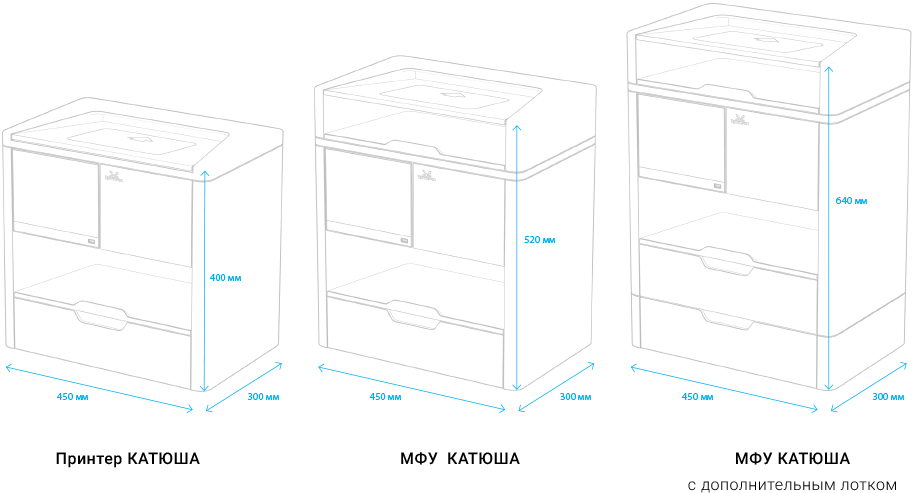 640 мм
520 мм
400 мм
450 мм
300 мм
450 мм
300 мм
450 мм
300 мм
Принтер КАТЮША
МФУ КАТЮША
МФУ КАТЮША
с дополнительным лотком